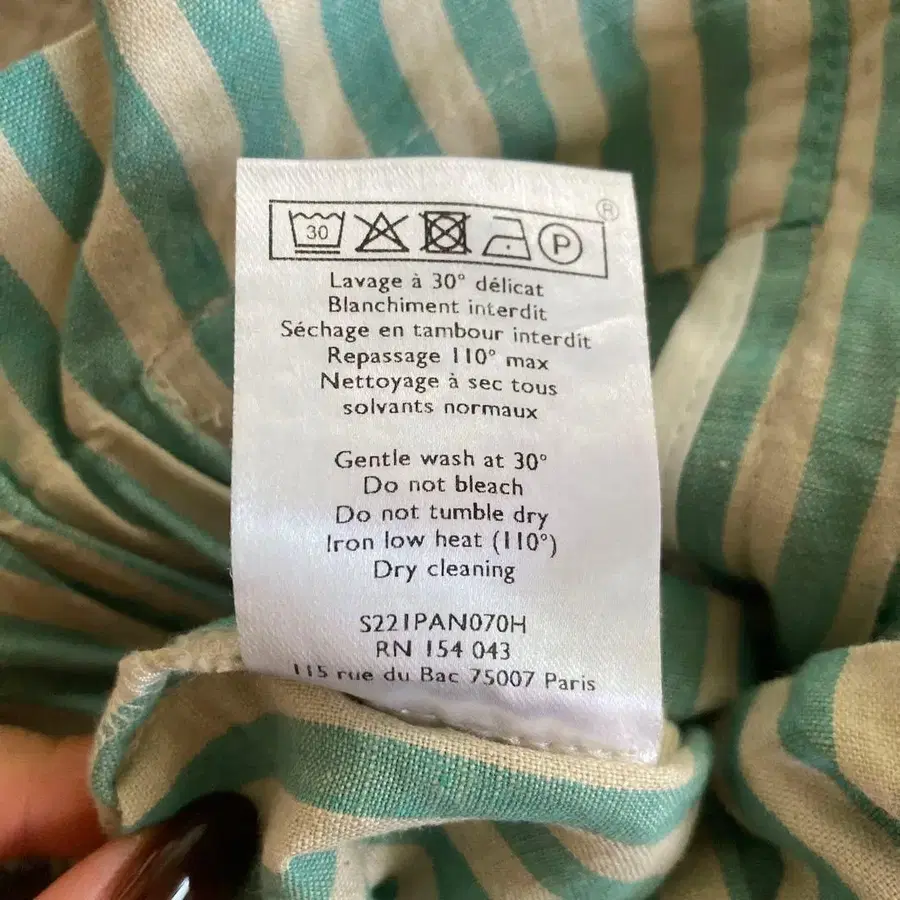 ®
30 P
Lavage à 30° délicat
Blanchiment interdit
Séchage en tambour interdit
Repassage 110° max
Nettoyage à sec tous
solvants normaux
Gentle wash at 30°
Do not bleach
Do not tumble dry
Iron low heat (110°)
Dry cleaning
S221PAN070H
RN 154 043
115 rue du Bac 75007 Paris